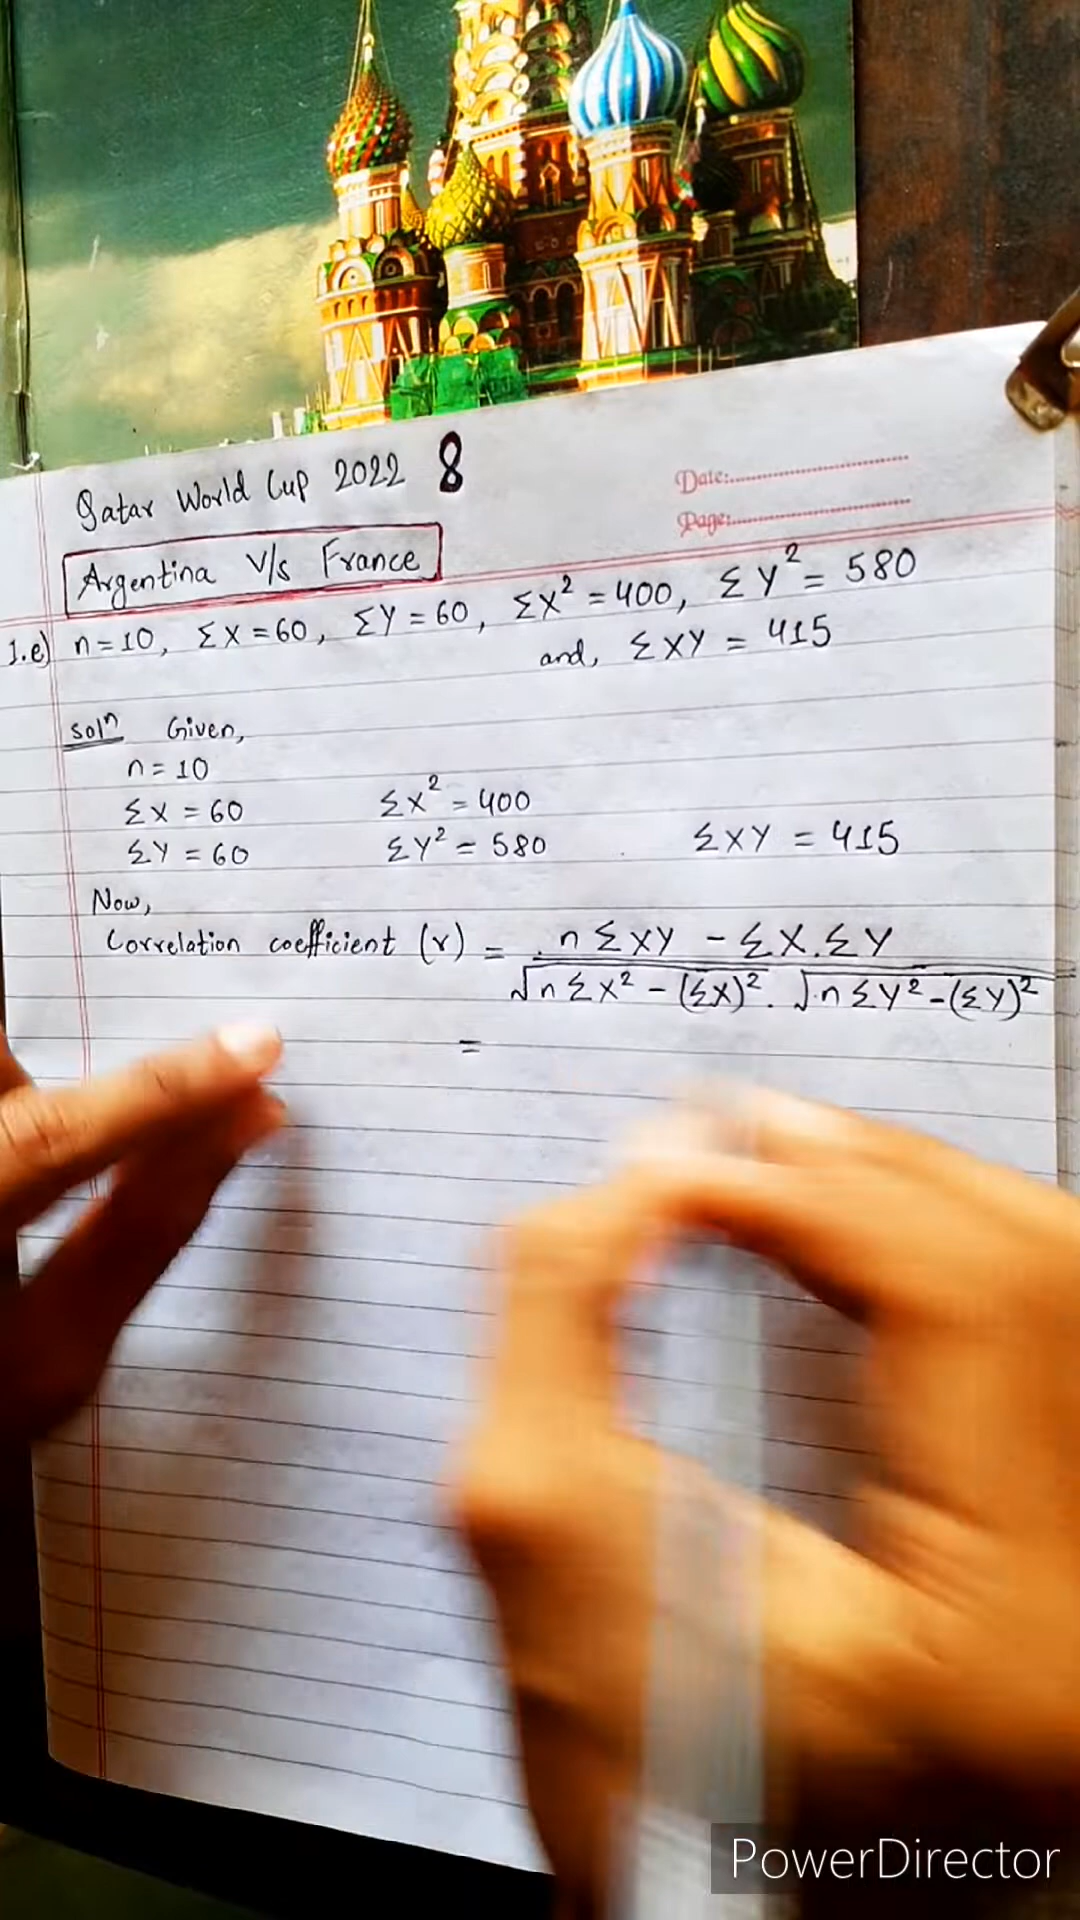 Qatar World Cup 2022 8
Date:
Page:
Argentina V/s France
1.e) n = 10, ΣX = 60, ΣY = 60, ΣX² = 400, ΣY² = 580
and, ΣXY = 415
solⁿ Given,
n = 10
ΣX = 60 ΣX² = 400
ΣY = 60 ΣY² = 580 ΣXY = 415
Now,
Correlation coefficient (r) = nΣXY - ΣX.ΣY
√nΣX² - (ΣX)² . √nΣY² - (ΣY)²
=
PowerDirector